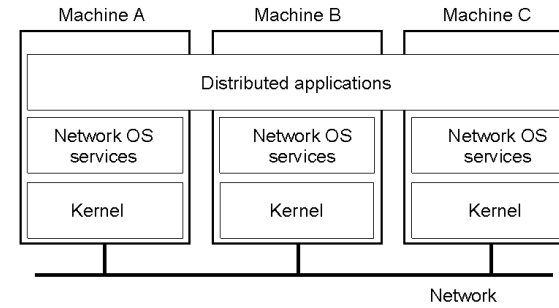 Machine A
Machine B
Machine C
Distributed applications
Network OS
services
Network OS
services
Network OS
services
Kernel
Kernel
Kernel
Network